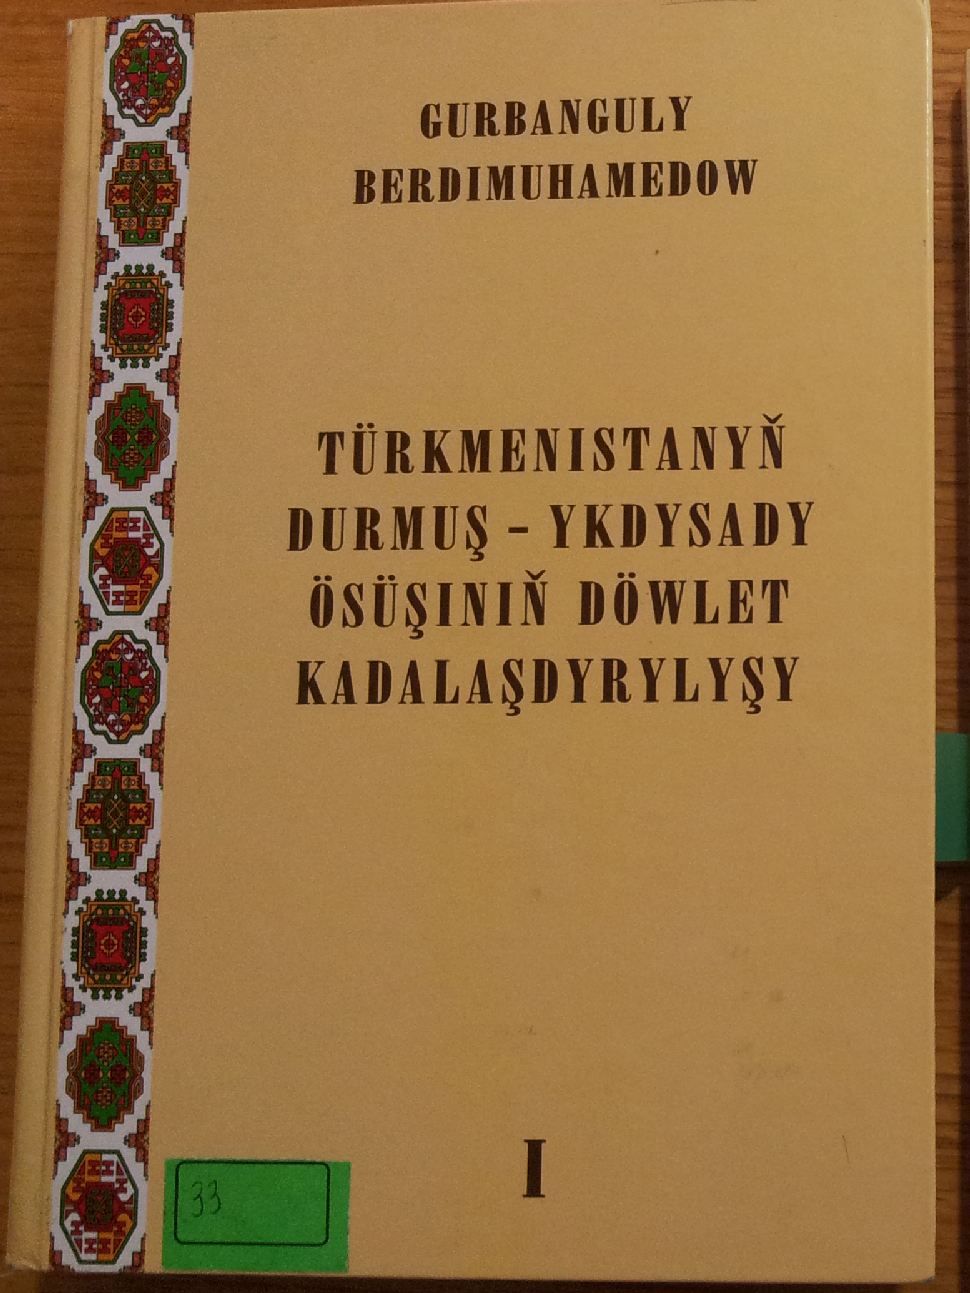 GURBANGULY
BERDIMUHAMEDOW
TÜRKMENISTANYŇ
DURMUŞ – YKDYSADY
ÖSÜŞINIŇ DÖWLET
KADALAŞDYRYLYŞY
I
33